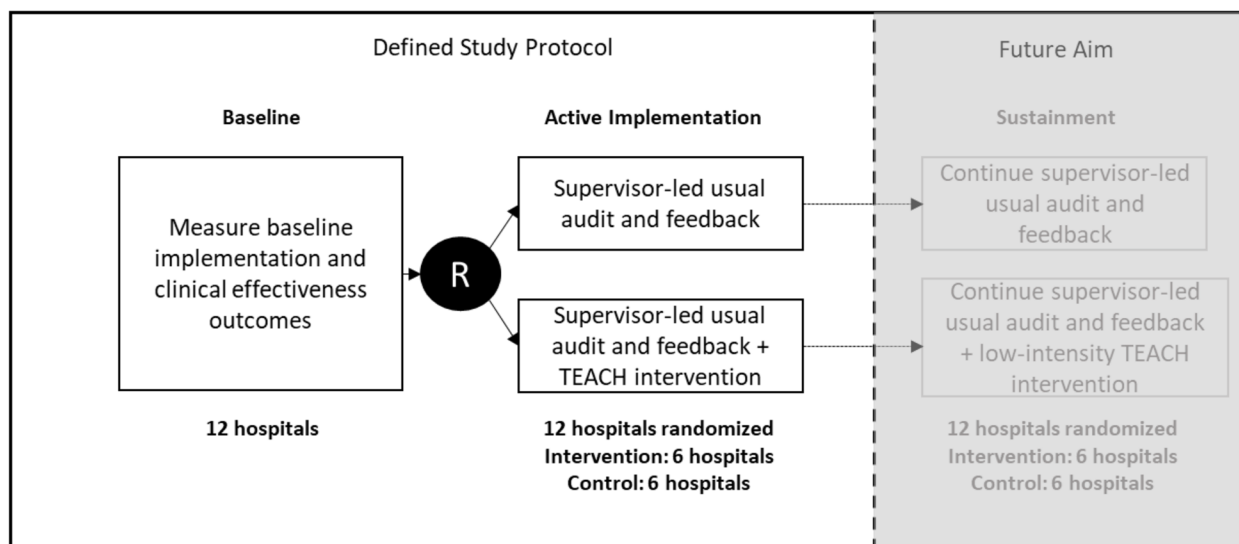 Defined Study Protocol
Future Aim
Baseline
Active Implementation
Sustainment
Measure baseline
implementation and
clinical effectiveness
outcomes
R
Supervisor-led usual
audit and feedback
Supervisor-led usual
audit and feedback +
TEACH intervention
Continue supervisor-led
usual audit and
feedback
Continue supervisor-led
usual audit and feedback
+ low-intensity TEACH
intervention
12 hospitals
12 hospitals randomized
Intervention: 6 hospitals
Control: 6 hospitals
12 hospitals randomized
Intervention: 6 hospitals
Control: 6 hospitals